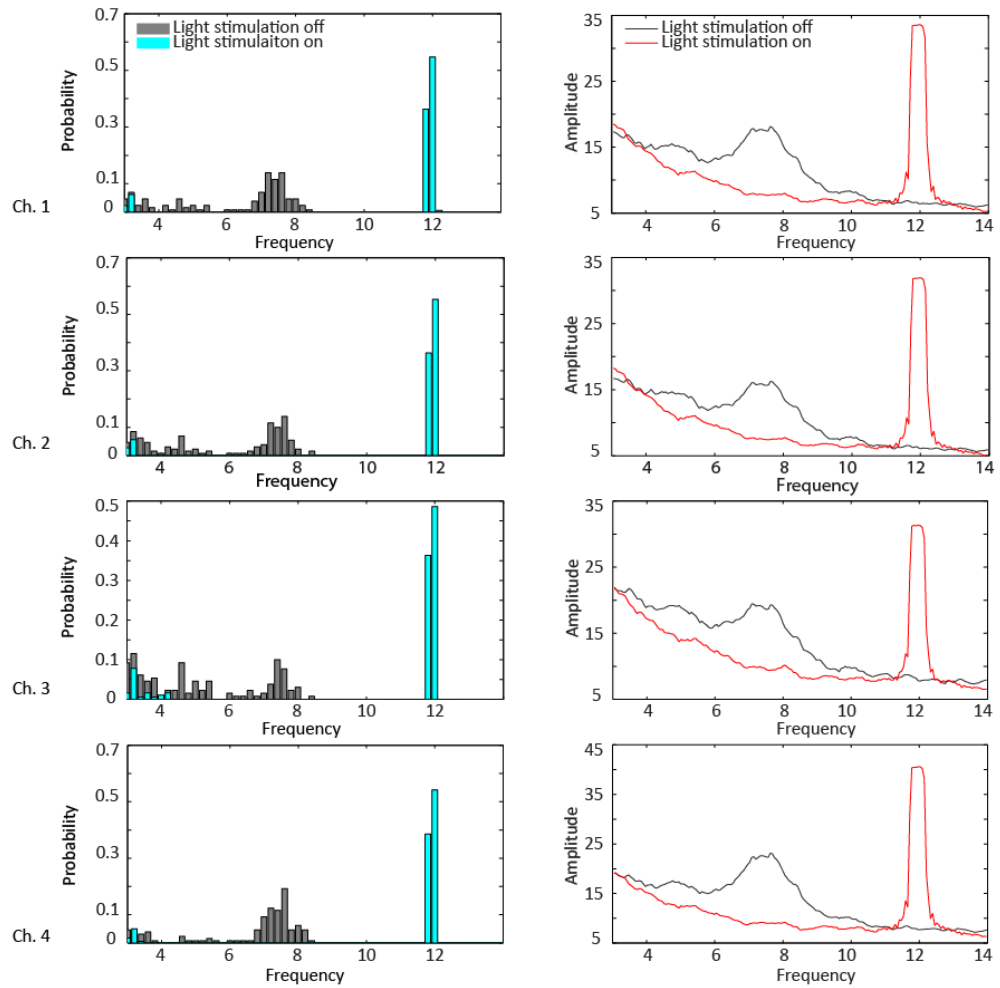 0.7
Light stimulation off
Light stimulaiton on
0.5
Probability
0.3
0.1
0
Ch. 1
4 6 8 10 12
Frequency
35
Light stimulation off
Light stimulation on
25
Amplitude
15
5
4 6 8 10 12 14
Frequency
0.7
0.5
Probability
0.3
0.1
0
Ch. 2
4 6 8 10 12
Frequency
35
25
Amplitude
15
5
4 6 8 10 12 14
Frequency
0.5
0.4
Probability
0.3
0.2
0.1
0
Ch. 3
4 6 8 10 12
Frequency
35
25
Amplitude
15
5
4 6 8 10 12 14
Frequency
0.7
0.5
Probability
0.3
0.1
0
Ch. 4
4 6 8 10 12
Frequency
45
35
Amplitude
25
15
5
4 6 8 10 12 14
Frequency